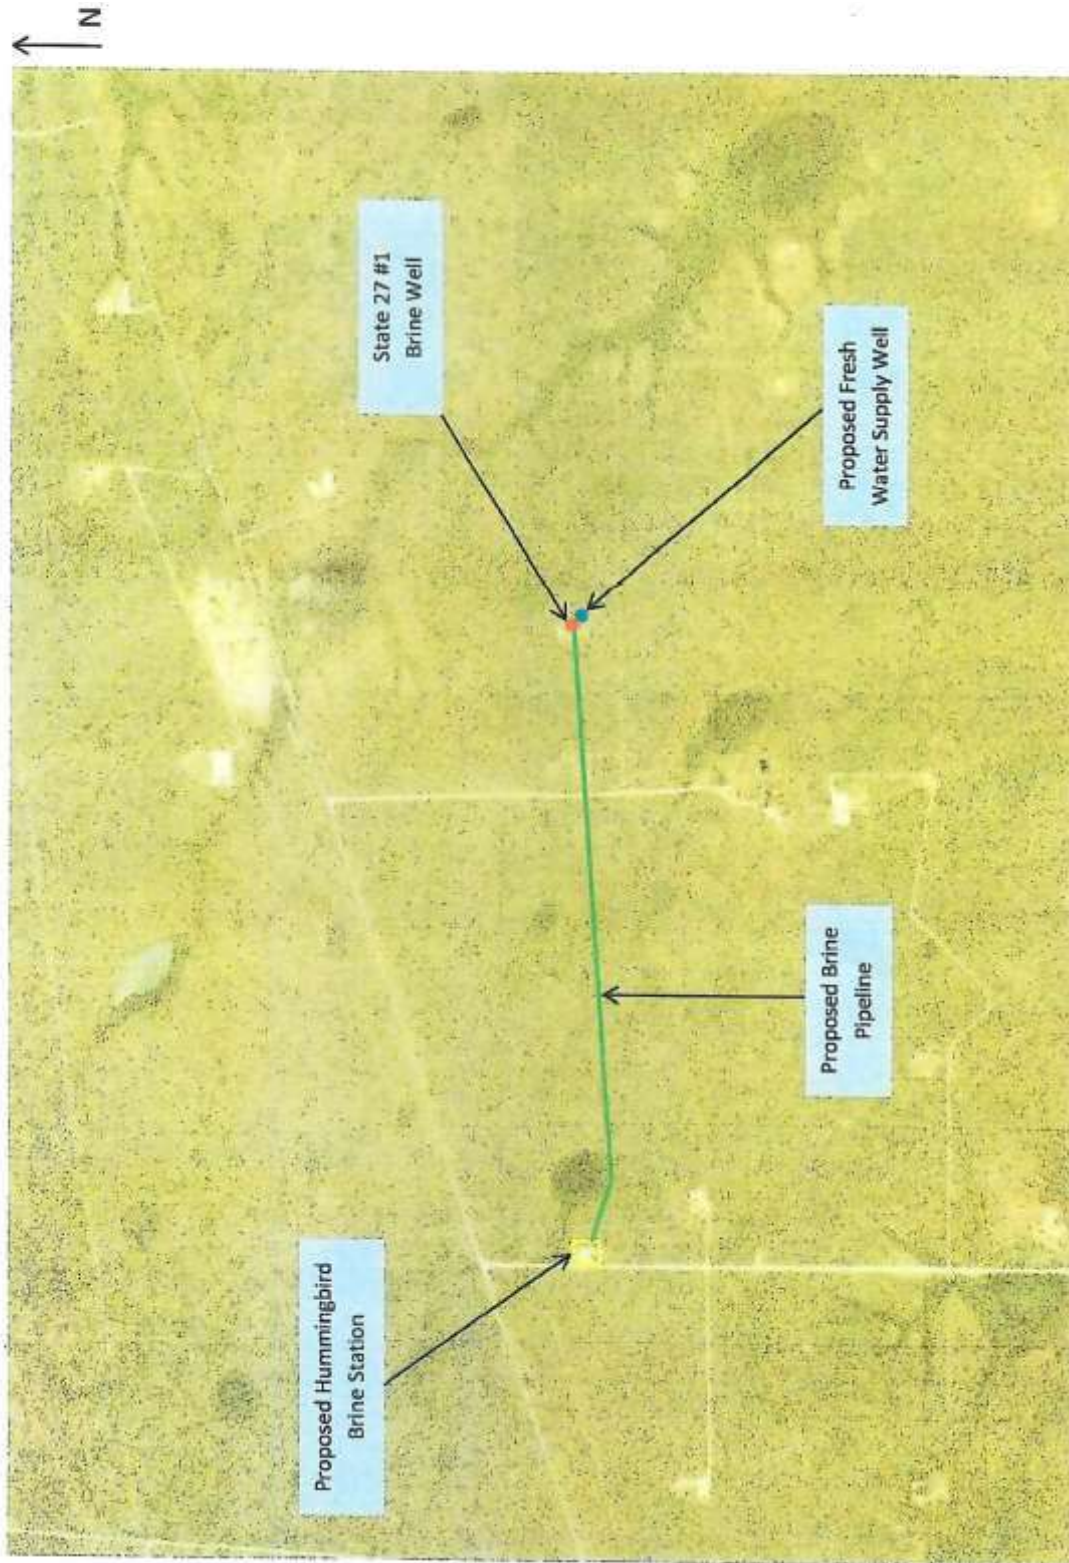 N
Proposed Hummingbird
Brine Station
State 27 #1
Brine Well
Proposed Brine
Pipeline
Proposed Fresh
Water Supply Well